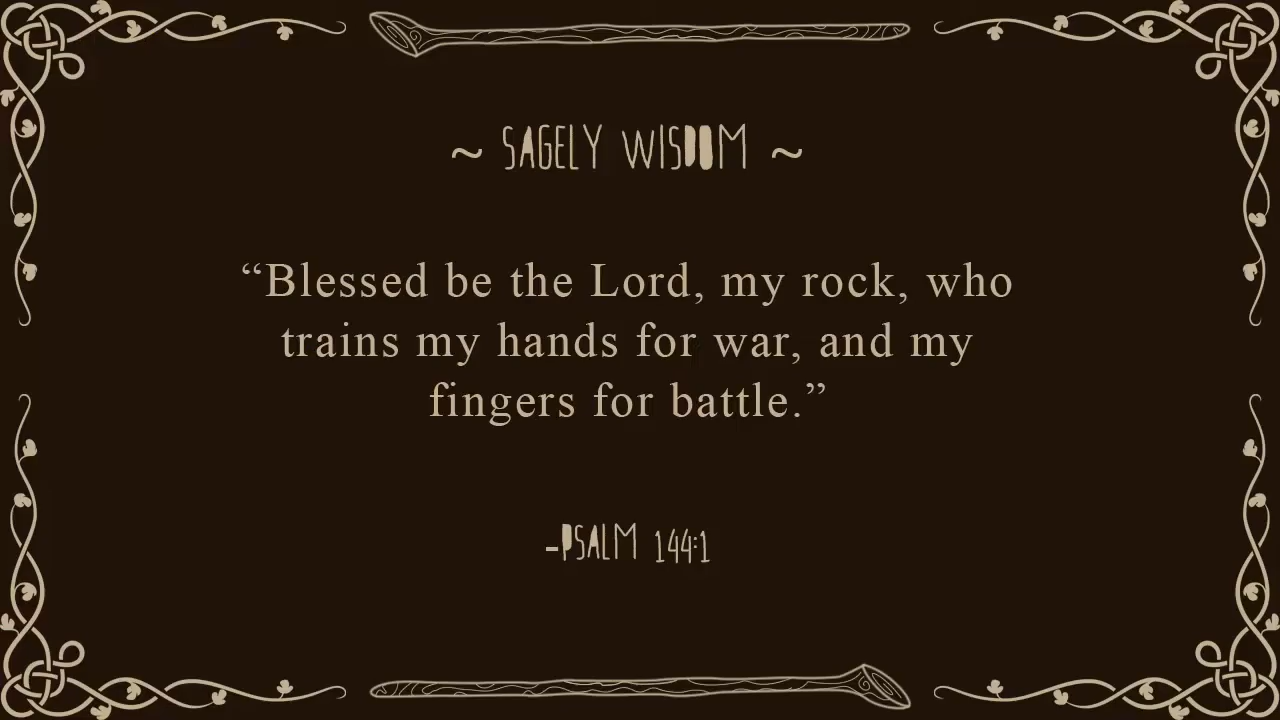 ~ SAGELY WISDOM ~
“Blessed be the Lord, my rock, who
trains my hands for war, and my
fingers for battle.”
-PSALM 144:1